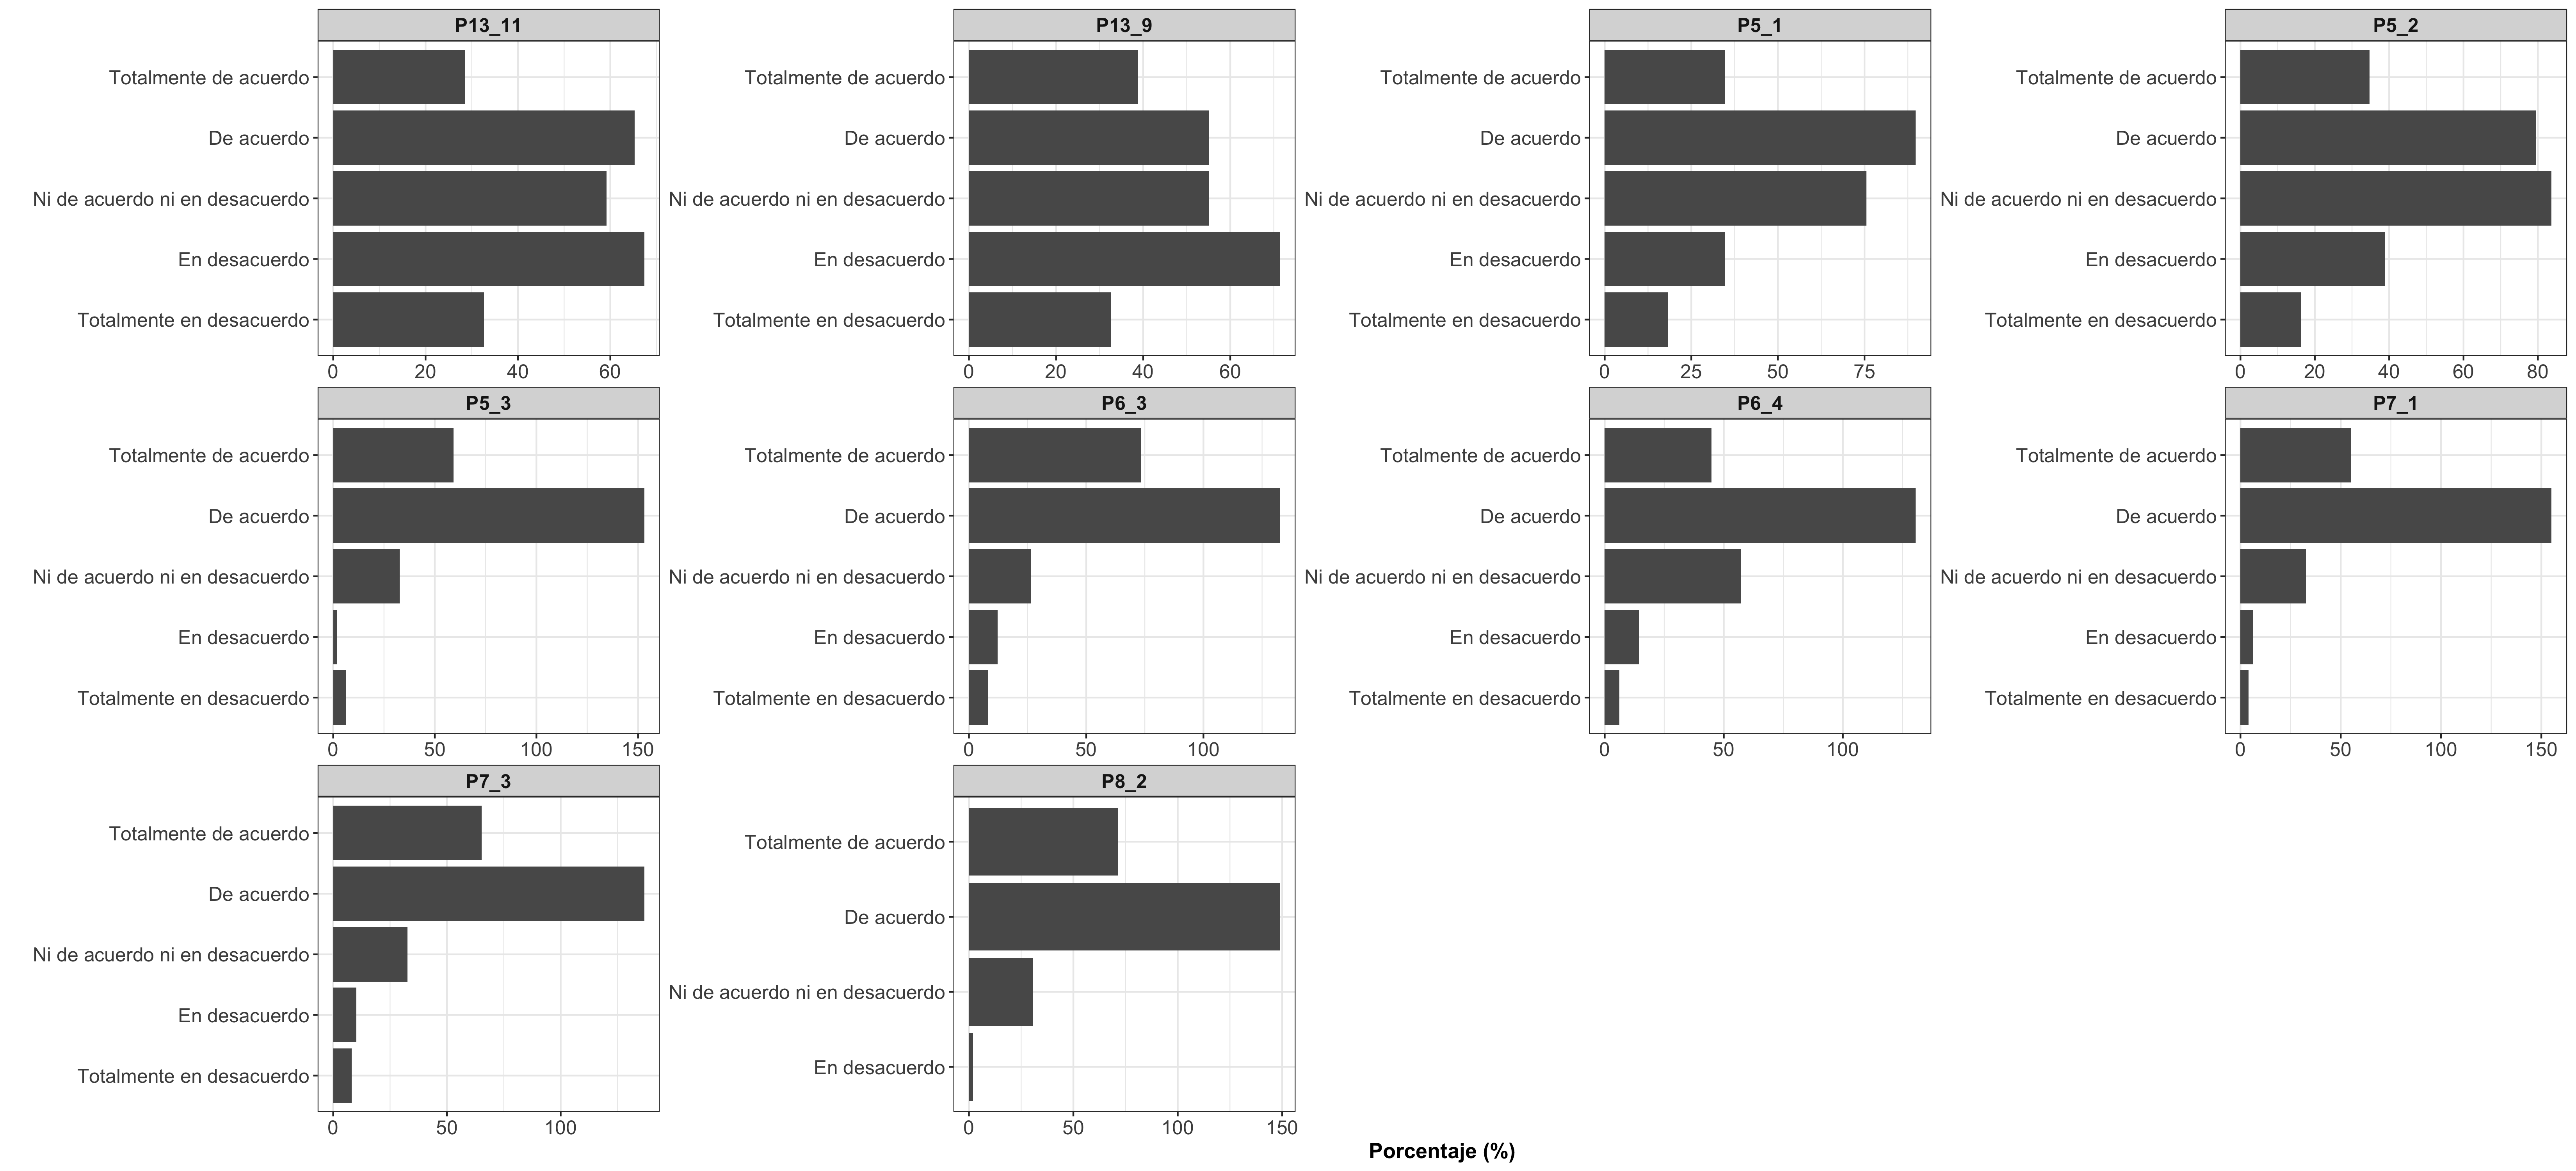 P13_11
Totalmente de acuerdo
De acuerdo
Ni de acuerdo ni en desacuerdo
En desacuerdo
Totalmente en desacuerdo
0 20 40 60
P13_9
Totalmente de acuerdo
De acuerdo
Ni de acuerdo ni en desacuerdo
En desacuerdo
Totalmente en desacuerdo
0 20 40 60
P5_1
Totalmente de acuerdo
De acuerdo
Ni de acuerdo ni en desacuerdo
En desacuerdo
Totalmente en desacuerdo
0 25 50 75
P5_2
Totalmente de acuerdo
De acuerdo
Ni de acuerdo ni en desacuerdo
En desacuerdo
Totalmente en desacuerdo
0 20 40 60 80
P5_3
Totalmente de acuerdo
De acuerdo
Ni de acuerdo ni en desacuerdo
En desacuerdo
Totalmente en desacuerdo
0 50 100 150
P6_3
Totalmente de acuerdo
De acuerdo
Ni de acuerdo ni en desacuerdo
En desacuerdo
Totalmente en desacuerdo
0 50 100
P6_4
Totalmente de acuerdo
De acuerdo
Ni de acuerdo ni en desacuerdo
En desacuerdo
Totalmente en desacuerdo
0 50 100
P7_1
Totalmente de acuerdo
De acuerdo
Ni de acuerdo ni en desacuerdo
En desacuerdo
Totalmente en desacuerdo
0 50 100 150
P7_3
Totalmente de acuerdo
De acuerdo
Ni de acuerdo ni en desacuerdo
En desacuerdo
Totalmente en desacuerdo
0 50 100
P8_2
Totalmente de acuerdo
De acuerdo
Ni de acuerdo ni en desacuerdo
En desacuerdo
0 50 100 150
Porcentaje (%)